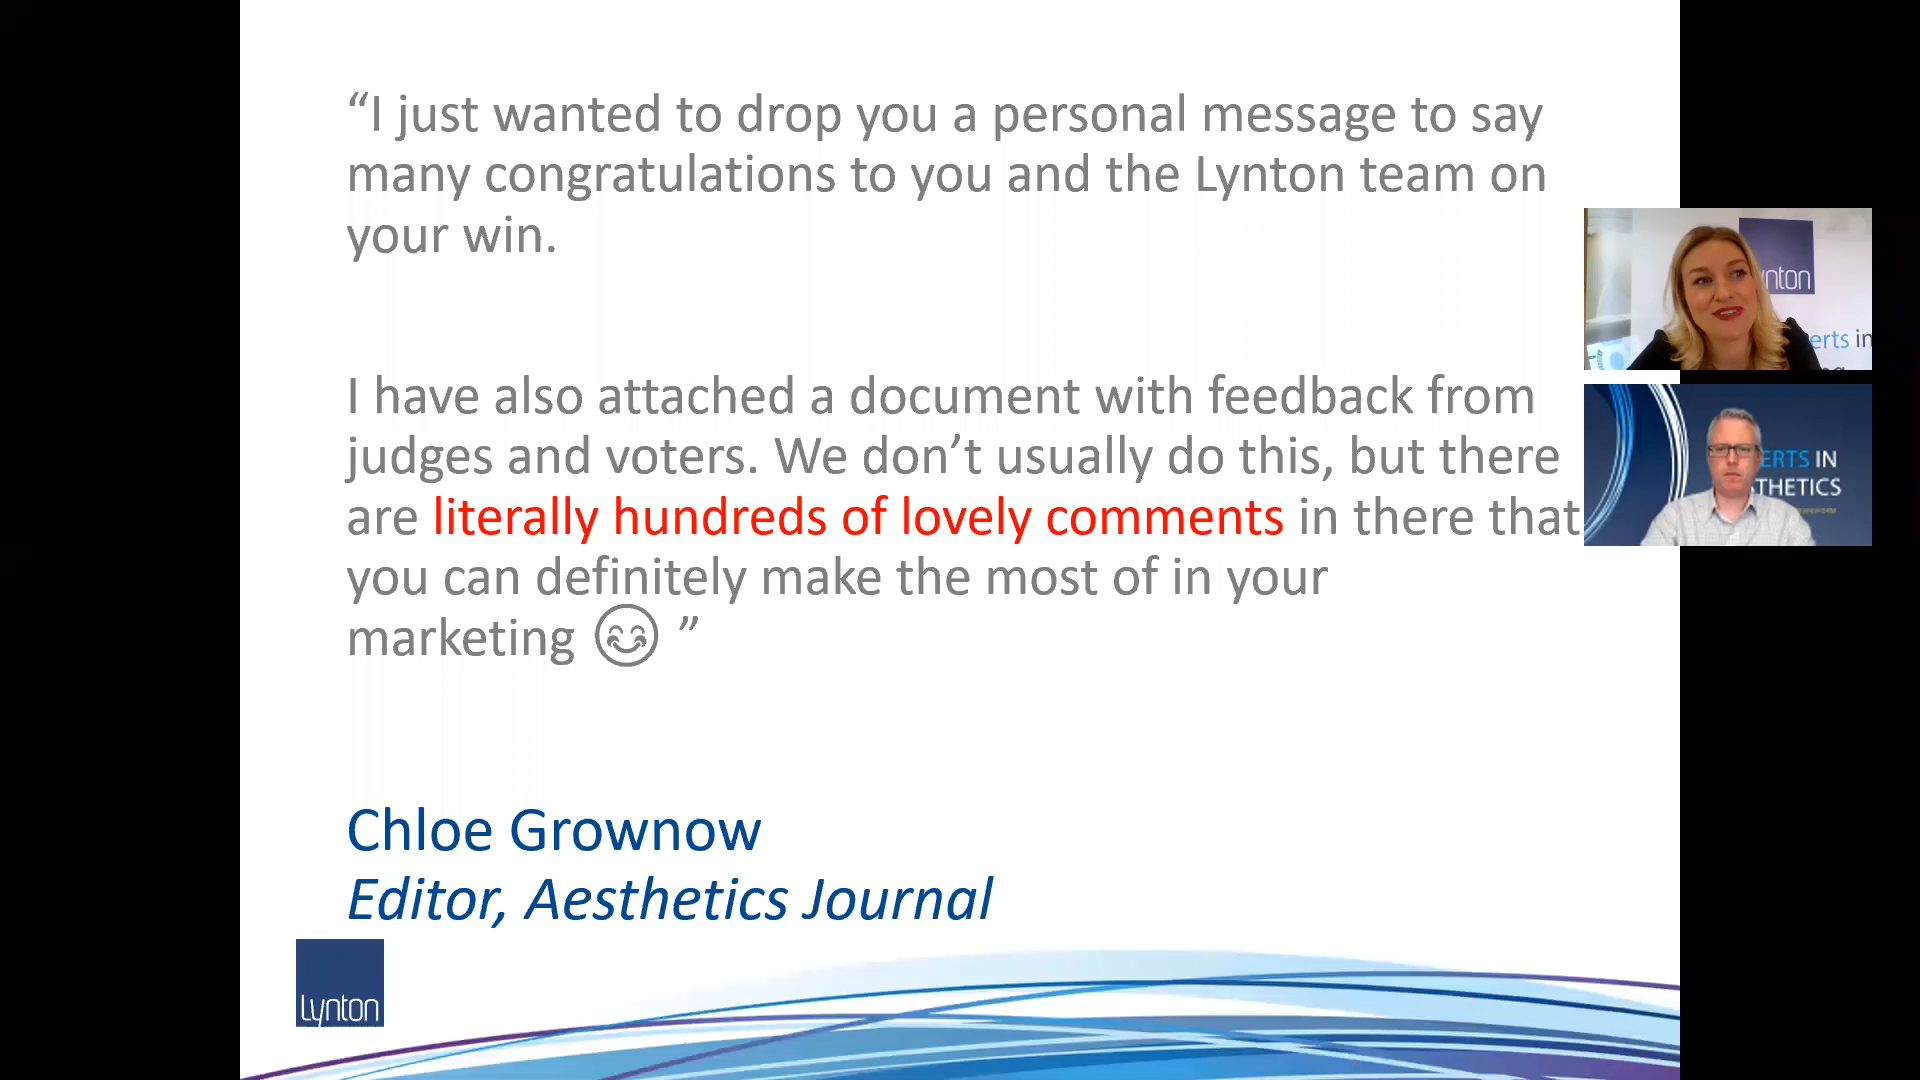 “I just wanted to drop you a personal message to say
many congratulations to you and the Lynton team on
your win.
I have also attached a document with feedback from
judges and voters. We don’t usually do this, but there
are literally hundreds of lovely comments in there that
you can definitely make the most of in your
marketing 😊 ”
Chloe Grownow
Editor, Aesthetics Journal
Lynton
nton
erts in
ERTS IN
THETICS